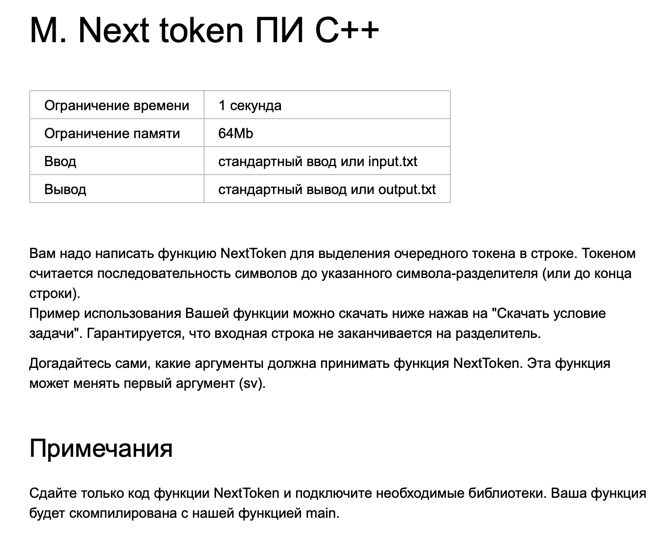 M. Next token ПИ C++
Ограничение времени 1 секунда
Ограничение памяти 64Mb
Ввод стандартный ввод или input.txt
Вывод стандартный вывод или output.txt
Вам надо написать функцию NextToken для выделения очередного токена в строке. Токеном
считается последовательность символов до указанного символа-разделителя (или до конца
строки).
Пример использования Вашей функции можно скачать ниже нажав на "Скачать условие
задачи". Гарантируется, что входная строка не заканчивается на разделитель.
Догадайтесь сами, какие аргументы должна принимать функция NextToken. Эта функция
может менять первый аргумент (sv).
Примечания
Сдайте только код функции NextToken и подключите необходимые библиотеки. Ваша функция
будет скомпилирована с нашей функцией main.